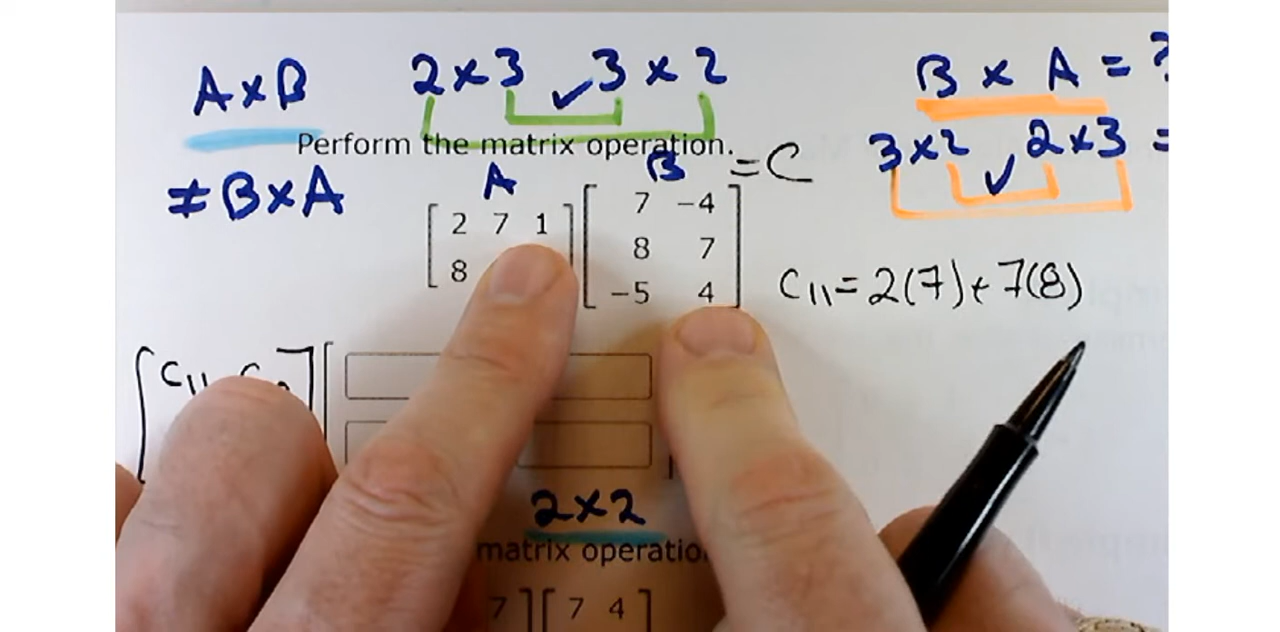 A × B 2 × 3 ✓ 3 × 2 B × A = ?
Perform the matrix operation.
≠ B × A A B = C 3 × 2 ✓ 2 × 3 =
2 7 1 7 -4
8 8 7
-5 4
C11 = 2(7) + 7(8)
C11
2 × 2
matrix operatio
7 7 4